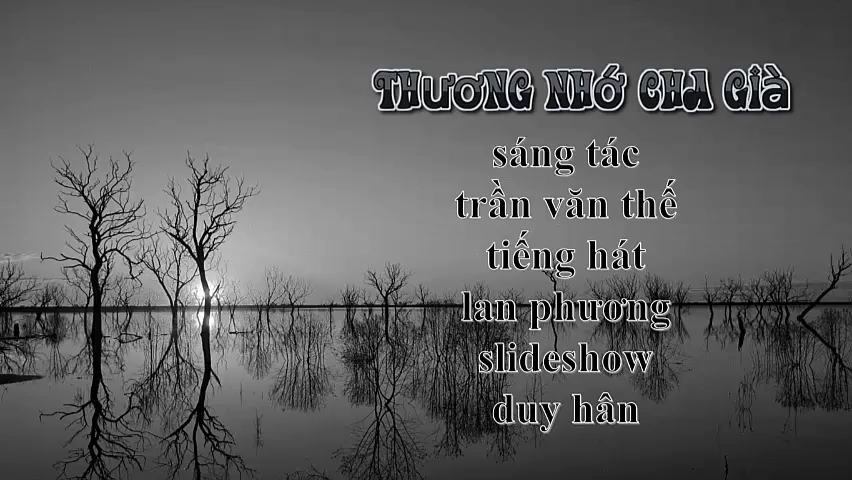 THƯƠNG NHỚ CHA GIÀ
sáng tác
trần văn thế
tiếng hát
lan phương
slideshow
duy hân